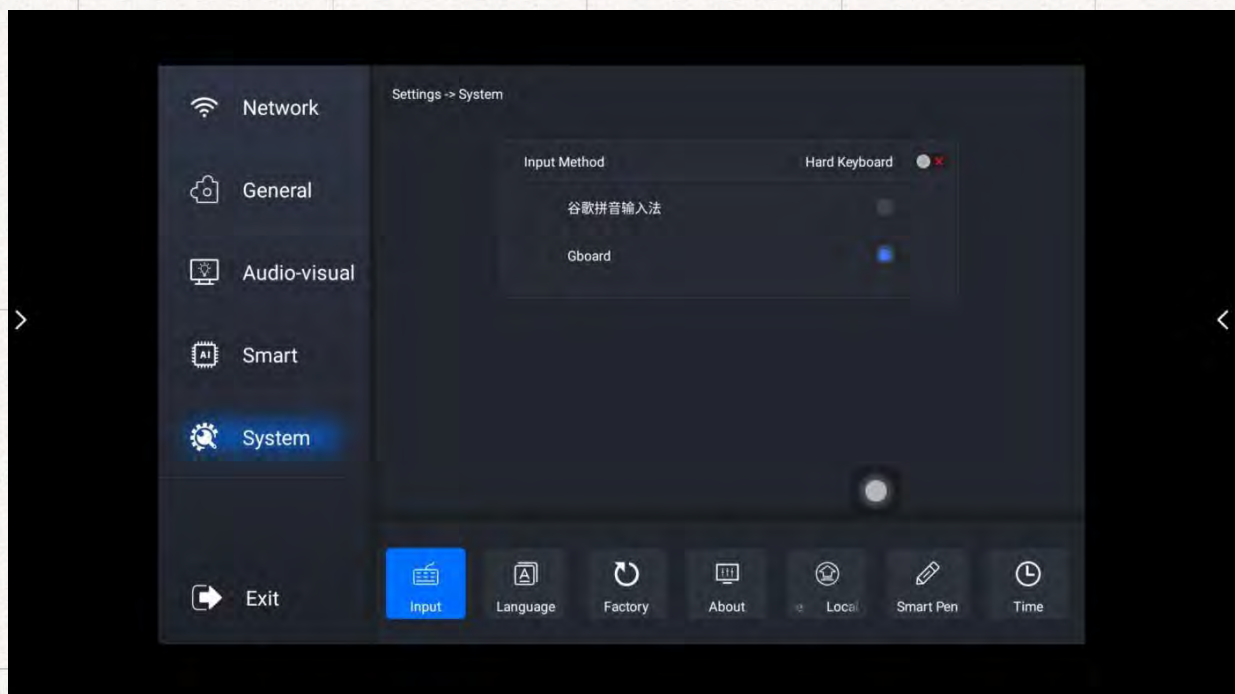 Network
General
Audio-visual
AI
Smart
System
Exit
Settings -> System
Input Method Hard Keyboard
谷歌拼音输入法
Gboard
Input
Language
Factory
About
e Local
Smart Pen
Time